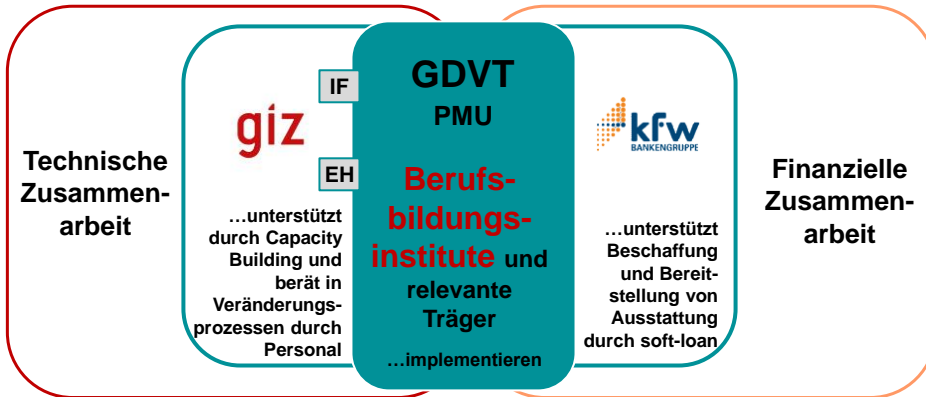 Technische
Zusammen-
arbeit
IF
giz
EH
…unterstützt
durch Capacity
Building und
berät in
Veränderungs-
prozessen durch
Personal
GDVT
PMU
Berufs-
bildungs-
institute und
relevante
Träger
…implementieren
kfw
BANKENGRUPPE
…unterstützt
Beschaffung
und Bereit-
stellung von
Ausstattung
durch soft-loan
Finanzielle
Zusammen-
arbeit